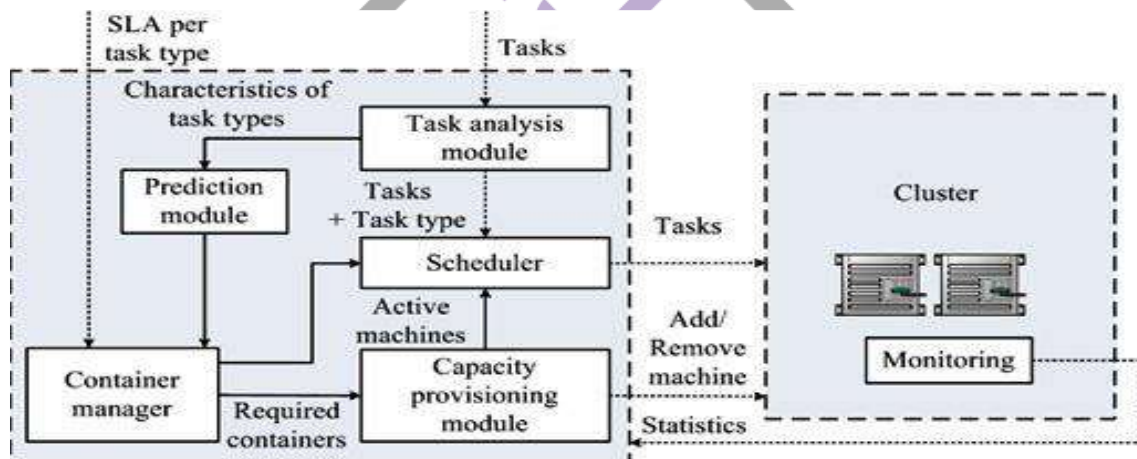 SLA per
task type
Tasks
Characteristics of
task types
Task analysis
module
Prediction
module
Tasks
+ Task type
Scheduler
Tasks
Cluster
Active
machines
Add/
Remove
machine
Monitoring
Container
manager
Required
containers
Capacity
provisioning
module
Statistics